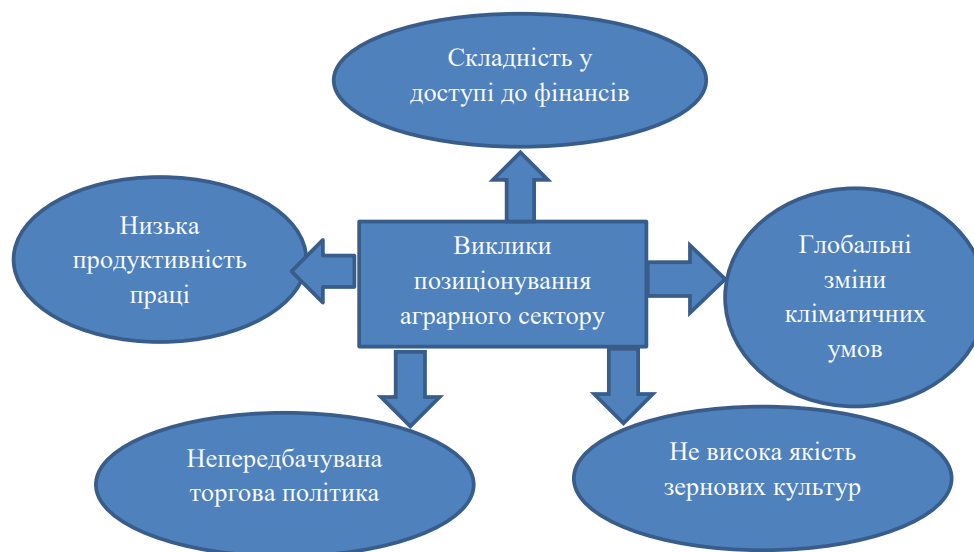 Складність у
доступі до фінансів
Низька
продуктивність
праці
Виклики
позиціонування
аграрного сектору
Глобальні
зміни
кліматичних
умов
Непередбачувана
торгова політика
Не висока якість
зернових культур